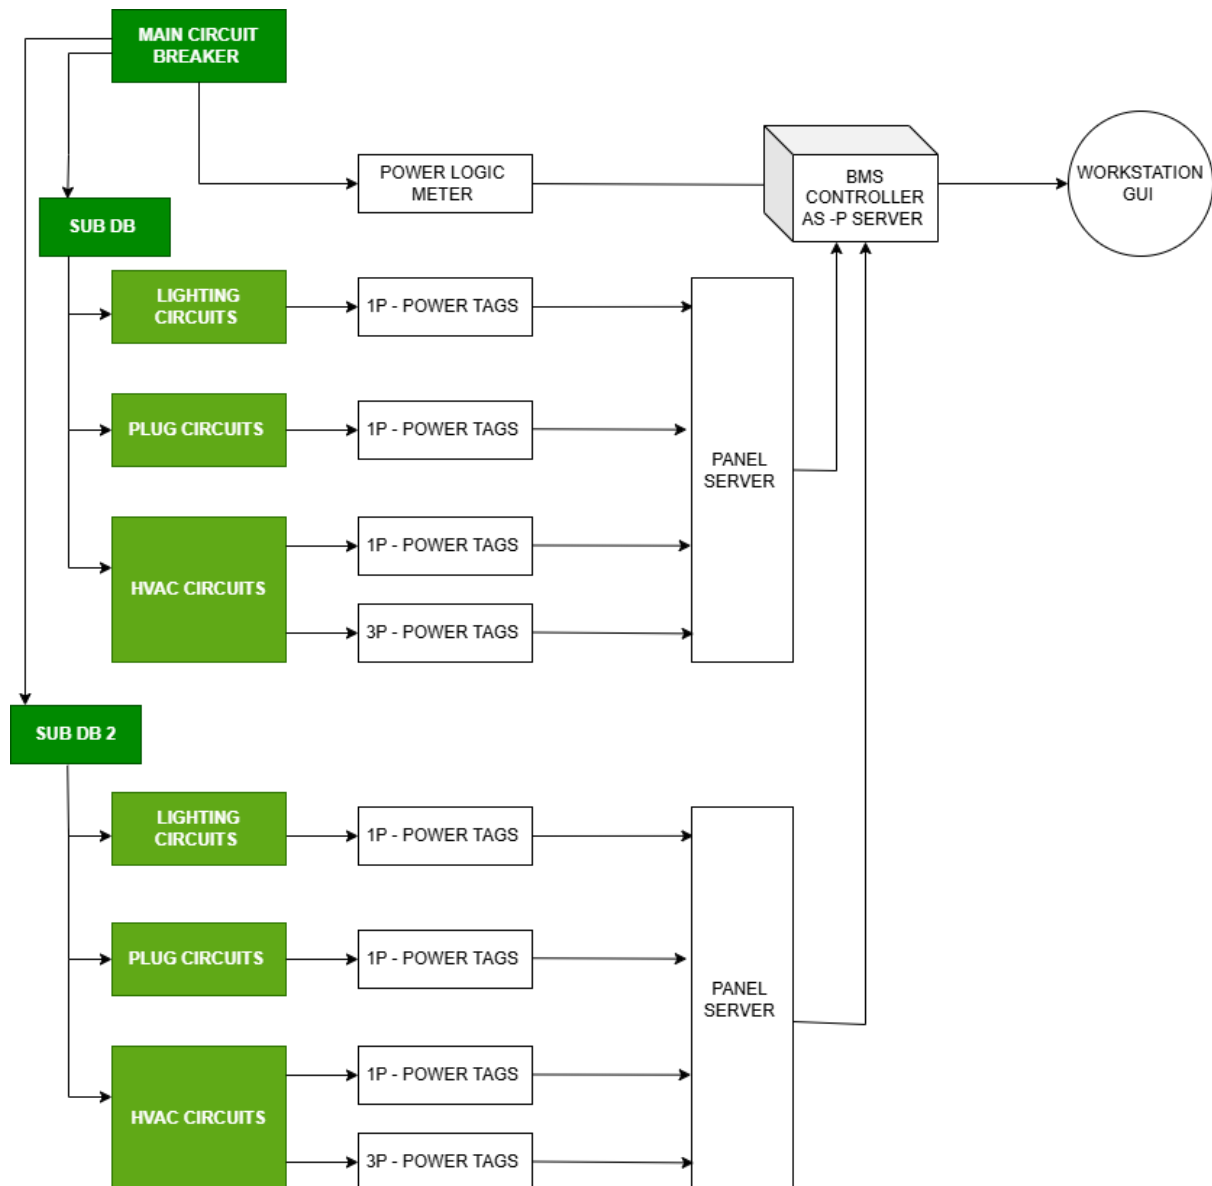 MAIN CIRCUIT
BREAKER
POWER LOGIC
METER
BMS
CONTROLLER
AS -P SERVER
WORKSTATION
GUI
SUB DB
LIGHTING
CIRCUITS
1P - POWER TAGS
PLUG CIRCUITS
1P - POWER TAGS
PANEL
SERVER
HVAC CIRCUITS
1P - POWER TAGS
3P - POWER TAGS
SUB DB 2
LIGHTING
CIRCUITS
1P - POWER TAGS
PLUG CIRCUITS
1P - POWER TAGS
PANEL
SERVER
HVAC CIRCUITS
1P - POWER TAGS
3P - POWER TAGS